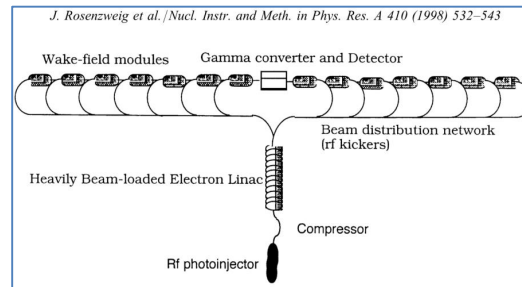 J. Rosenzweig et al. /Nucl. Instr. and Meth. in Phys. Res. A 410 (1998) 532–543
Wake-field modules
Gamma converter and Detector
Beam distribution network
(rf kickers)
Heavily Beam-loaded Electron Linac
Compressor
Rf photoinjector